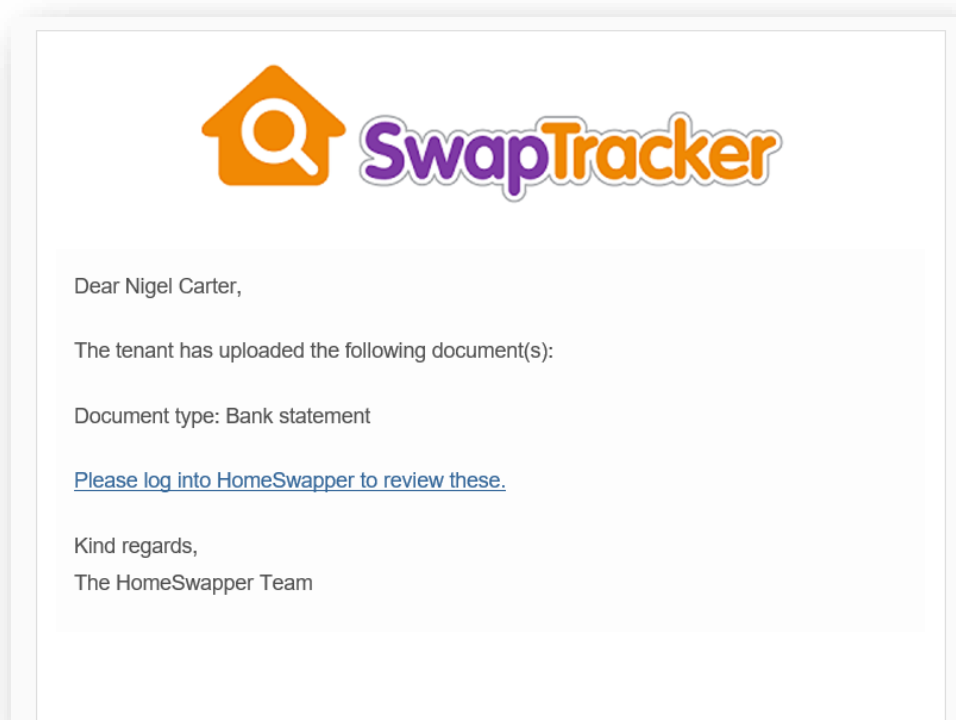 SwapTracker
Dear Nigel Carter,
The tenant has uploaded the following document(s):
Document type: Bank statement
Please log into HomeSwapper to review these.
Kind regards,
The HomeSwapper Team